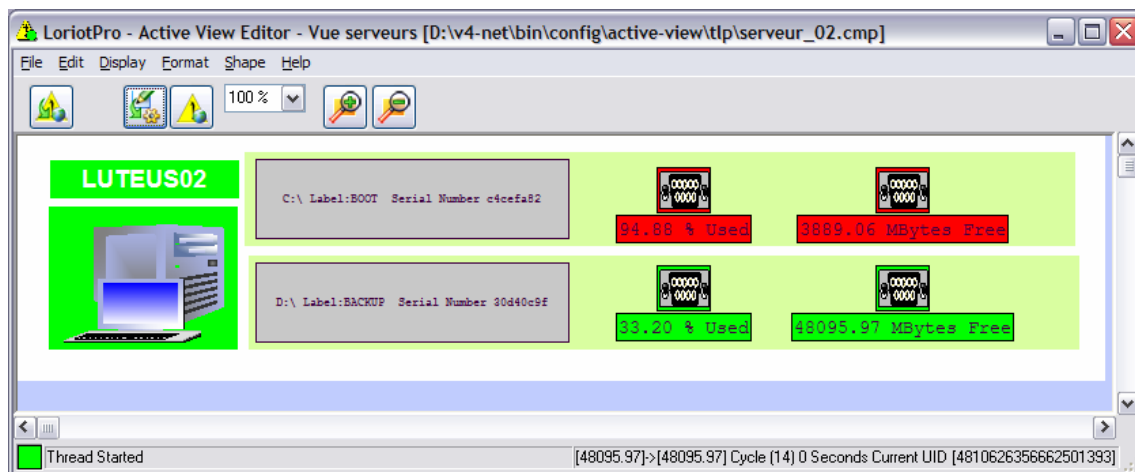 LoriotPro - Active View Editor - Vue serveurs [D:\v4-net\bin\config\active-view\tlp\serveur_02.cmp]
File Edit Display Format Shape Help
100 %
LUTEUS02
C:\ Label:BOOT Serial Number c4cefa82
94.88 % Used
3889.06 MBytes Free
D:\ Label:BACKUP Serial Number 30d40c9f
33.20 % Used
48095.97 MBytes Free
Thread Started
[48095.97]->[48095.97] Cycle (14) 0 Seconds Current UID [4810626356662501393]